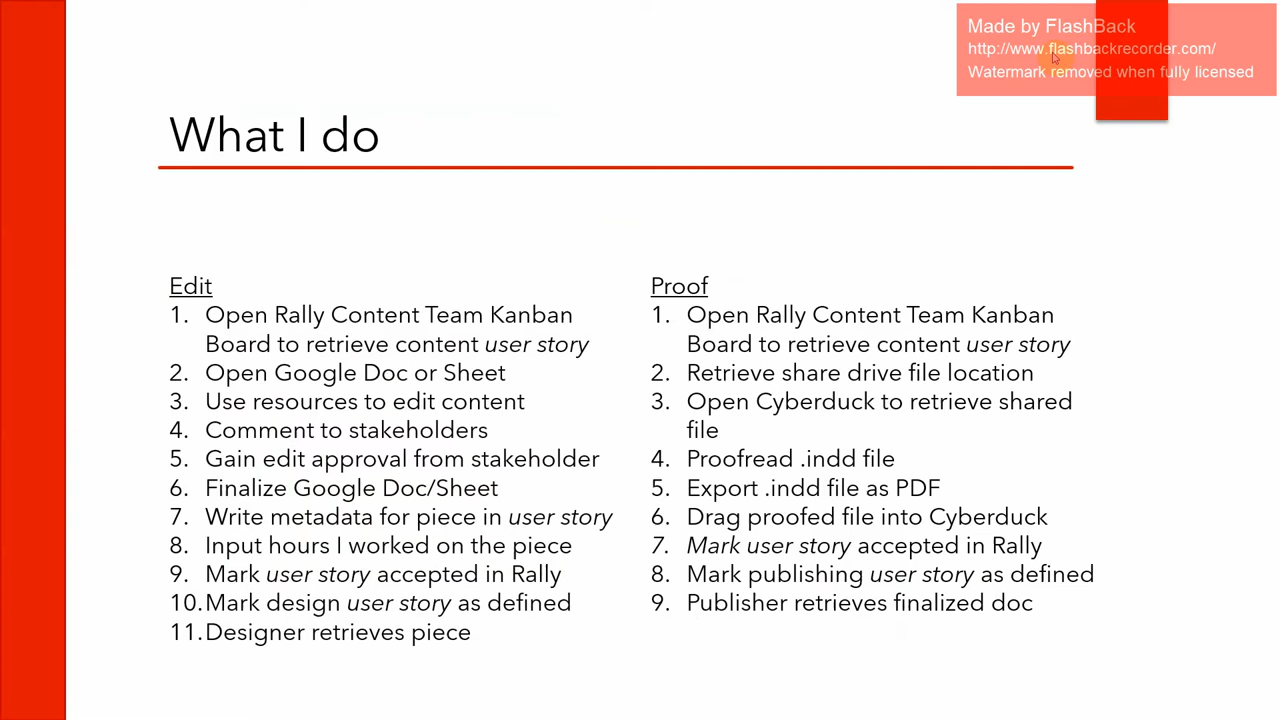 Made by FlashBack
http://www.flashbackrecorder.com/
Watermark removed when fully licensed
What I do
Edit
1. Open Rally Content Team Kanban
Board to retrieve content user story
2. Open Google Doc or Sheet
3. Use resources to edit content
4. Comment to stakeholders
5. Gain edit approval from stakeholder
6. Finalize Google Doc/Sheet
7. Write metadata for piece in user story
8. Input hours I worked on the piece
9. Mark user story accepted in Rally
10. Mark design user story as defined
11. Designer retrieves piece
Proof
1. Open Rally Content Team Kanban
Board to retrieve content user story
2. Retrieve share drive file location
3. Open Cyberduck to retrieve shared
file
4. Proofread .indd file
5. Export .indd file as PDF
6. Drag proofed file into Cyberduck
7. Mark user story accepted in Rally
8. Mark publishing user story as defined
9. Publisher retrieves finalized doc